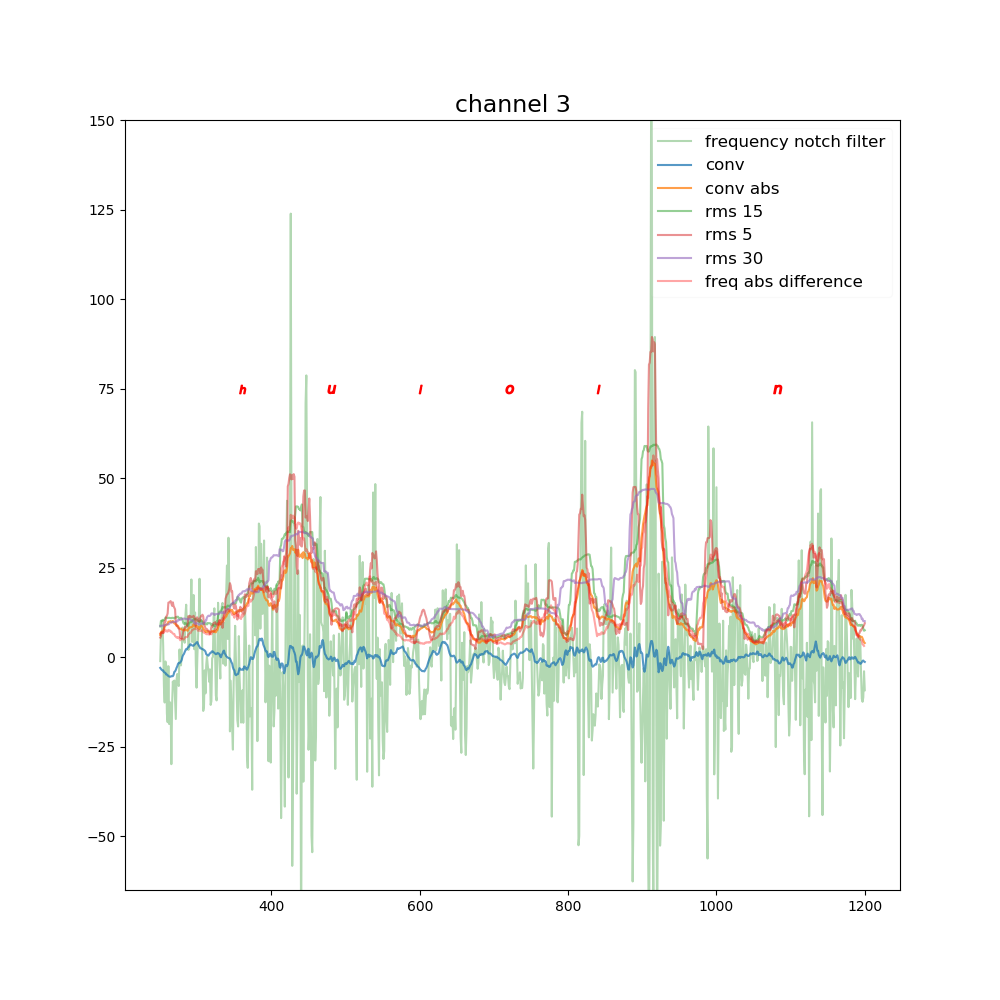 channel 3
150
125
100
75
50
25
0
−25
−50
frequency notch filter
conv
conv abs
rms 15
rms 5
rms 30
freq abs difference
h u l o l n
400 600 800 1000 1200